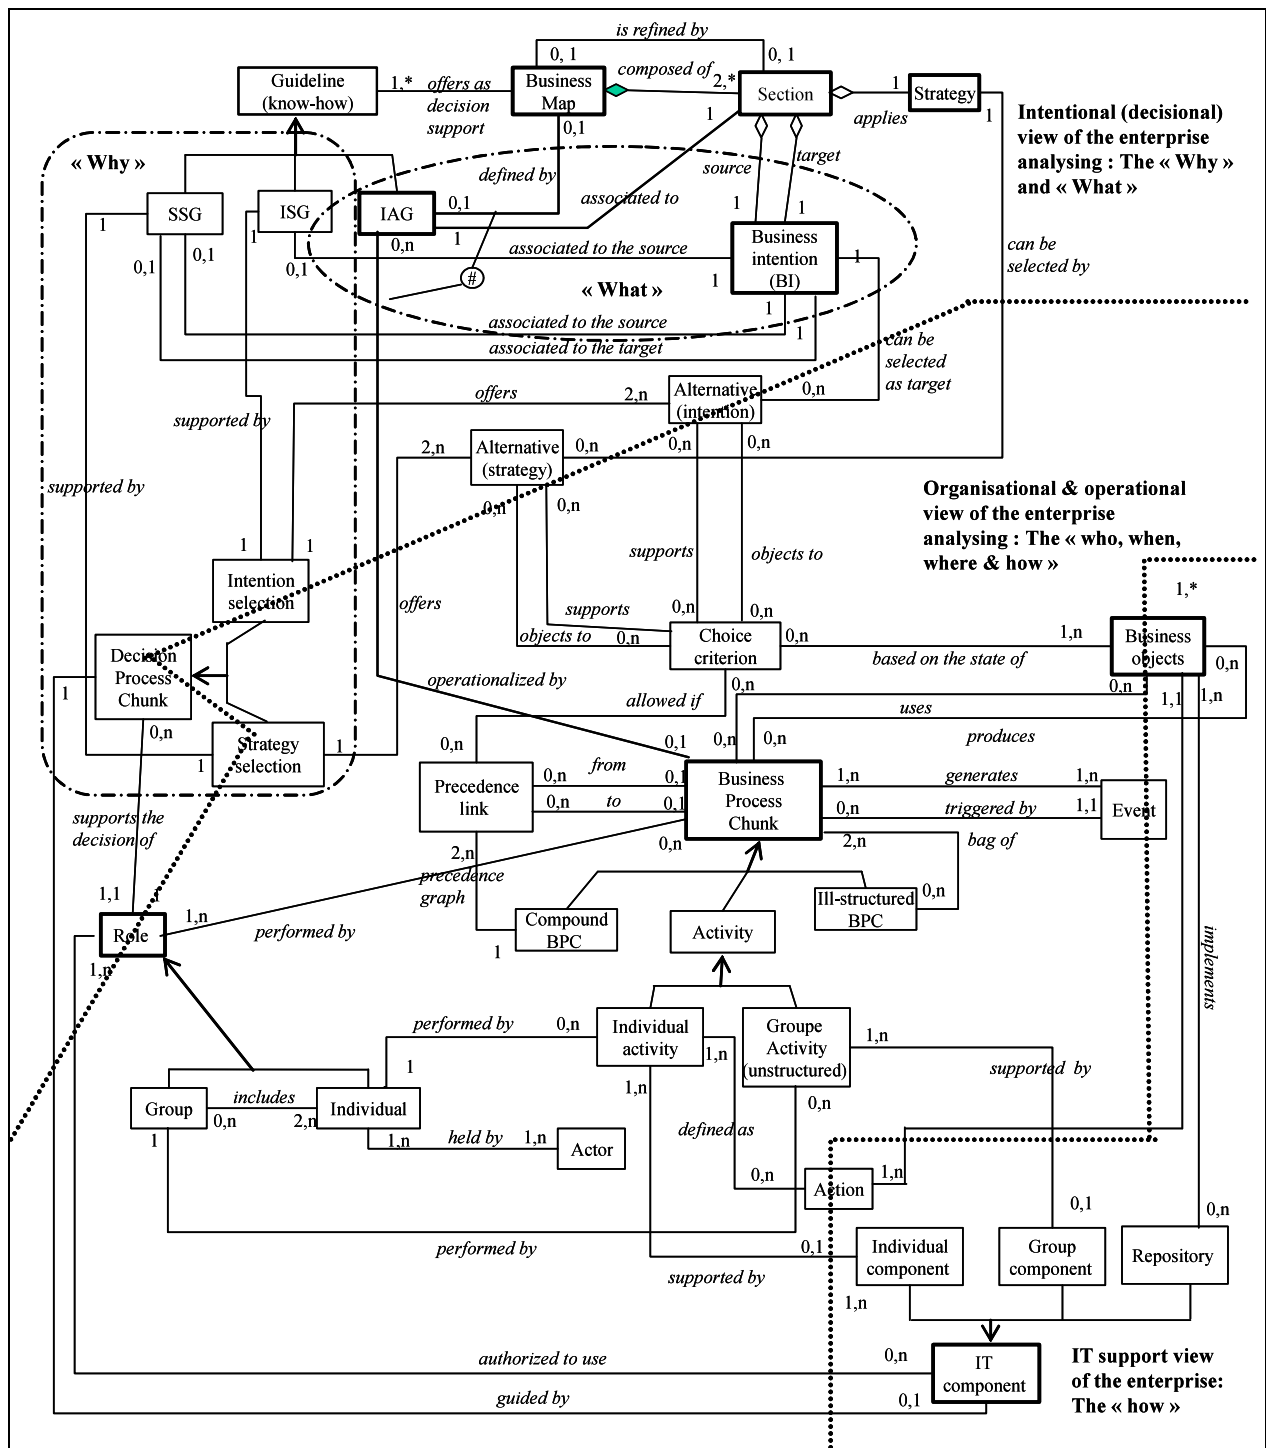 is refined by
0, 1
0, 1
Guideline
(know-how)
1,*
offers as
decision
support
Business
Map
composed of
2,*
Section
1
Strategy
applies
1
1
0,1
Intentional (decisional)
view of the enterprise
analysing : The « Why »
and « What »
« Why »
defined by
source
target
associated to
SSG
ISG
IAG
0,1
1
0,n
1
1
1
1
0,1
0,1
0,1
associated to the source
Business
intention
(BI)
1
1
#
« What »
1
1
can be
selected by
associated to the source
associated to the target
can be
selected
as target
offers
2,n
Alternative
(intention)
0,n
supported by
2,n
Alternative
(strategy)
0,n
0,n
0,n
0,n
0,n
supported by
Organisational & operational
view of the enterprise
analysing : The « who, when,
where & how »
1
1
supports
objects to
Intention
selection
offers
supports
objects to
0,n
0,n
0,n
Choice
criterion
0,n
1,n
based on the state of
1,*
Business
objects
0,n
Decision
Process
Chunk
1
0,n
operationalized by
allowed if
0,n
0,n
1,1
1,n
uses
produces
Strategy
selection
1
1
0,n
0,1
0,n
0,n
Precedence
link
0,n
from
0,1
0,n
to
0,1
Business
Process
Chunk
1,n
generates
1,n
0,n
triggered by
1,1
Event
supports the
decision of
2,n
precedence
graph
0,n
2,n
bag of
0,n
Compound
BPC
1
Ill-structured
BPC
Activity
1,1
1
Role
1,n
performed by
1,n
implements
performed by
0,n
Individual
activity
1,n
1,n
Groupe
Activity
(unstructured)
1,n
0,n
supported by
1
Group
includes
0,n
2,n
Individual
1
1,n
held by
1,n
Actor
defined as
0,n
Action
1,n
0,1
0,n
performed by
0,1
supported by
Individual
component
Group
component
Repository
1,n
authorized to use
0,n
IT
component
guided by
0,1
IT support view
of the enterprise:
The « how »